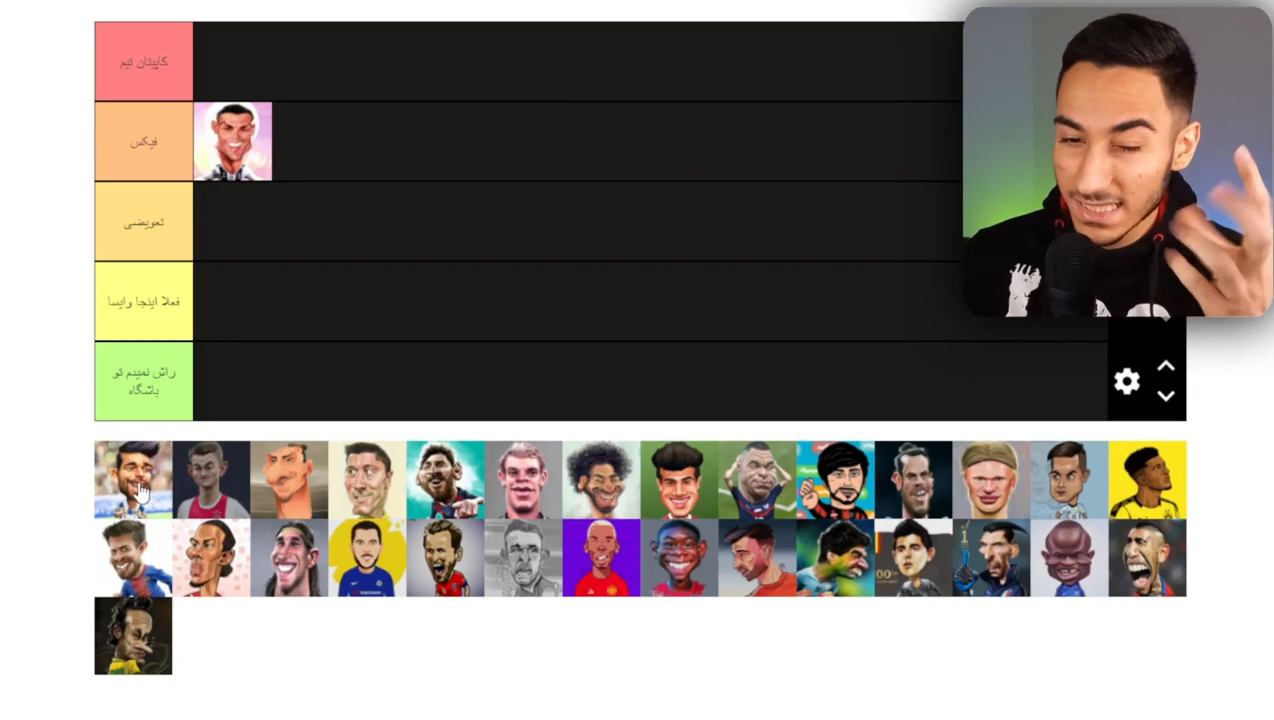 کاپیتان تیم
فیکس
تعویضی
فعلا اینجا وایسا
راش نمیدم تو
باشگاه